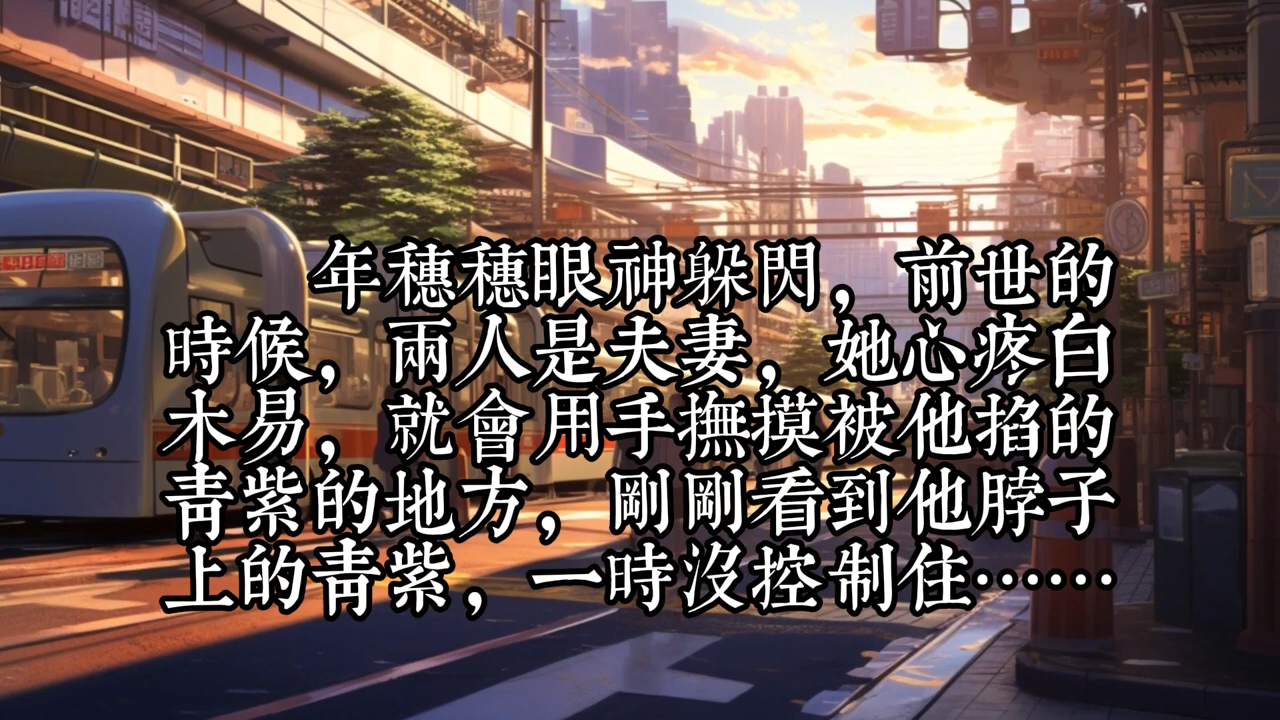 年穗穗眼神躲閃，前世的
時候，兩人是夫妻，她心疼白
木易，就會用手撫摸被他掐的
青紫的地方，剛剛看到他脖子
上的青紫，一時沒控制住……